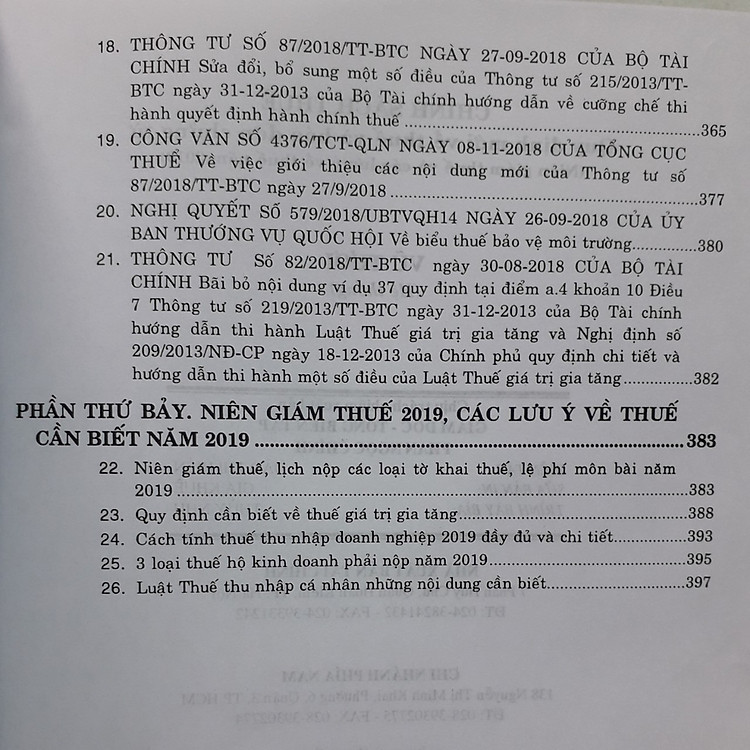 18. THÔNG TƯ SỐ 87/2018/TT-BTC NGÀY 27-09-2018 CỦA BỘ TÀI
CHÍNH Sửa đổi, bổ sung một số điều của Thông tư số 215/2013/TT-
BTC ngày 31-12-2013 của Bộ Tài chính hướng dẫn về cưỡng chế thi
hành quyết định hành chính thuế ........................................365
19. CÔNG VĂN SỐ 4376/TCT-QLN NGÀY 08-11-2018 CỦA TỔNG CỤC
THUẾ Về việc giới thiệu các nội dung mới của Thông tư số
87/2018/TT-BTC ngày 27/9/2018 ........................................377
20. NGHỊ QUYẾT Số 579/2018/UBTVQH14 NGÀY 26-09-2018 CỦA ỦY
BAN THƯỚNG VỤ QUỐC HỘI Về biểu thuế bảo vệ môi trường................380
21. THÔNG TƯ Số 82/2018/TT-BTC ngày 30-08-2018 CỦA BỘ TÀI
CHÍNH Bãi bỏ nội dung ví dụ 37 quy định tại điểm a.4 khoản 10 Điều
7 Thông tư số 219/2013/TT-BTC ngày 31-12-2013 của Bộ Tài chính
hướng dẫn thi hành Luật Thuế giá trị gia tăng và Nghị định số
209/2013/NĐ-CP ngày 18-12-2013 của Chính phủ quy định chi tiết và
hướng dẫn thi hành một số điều của Luật Thuế giá trị gia tăng...............382
PHẦN THỨ BẢY. NIÊN GIÁM THUẾ 2019, CÁC LƯU Ý VỀ THUẾ
CẦN BIẾT NĂM 2019 ........................................383
22. Niên giám thuế, lịch nộp các loại tờ khai thuế, lệ phí môn bài năm
2019 ........................................383
23. Quy định cần biết về thuế giá trị gia tăng........................................388
24. Cách tính thuế thu nhập doanh nghiệp 2019 đầy đủ và chi tiết................393
25. 3 loại thuế hộ kinh doanh phải nộp năm 2019........................................395
26. Luật Thuế thu nhập cá nhân những nội dung cần biết........................397